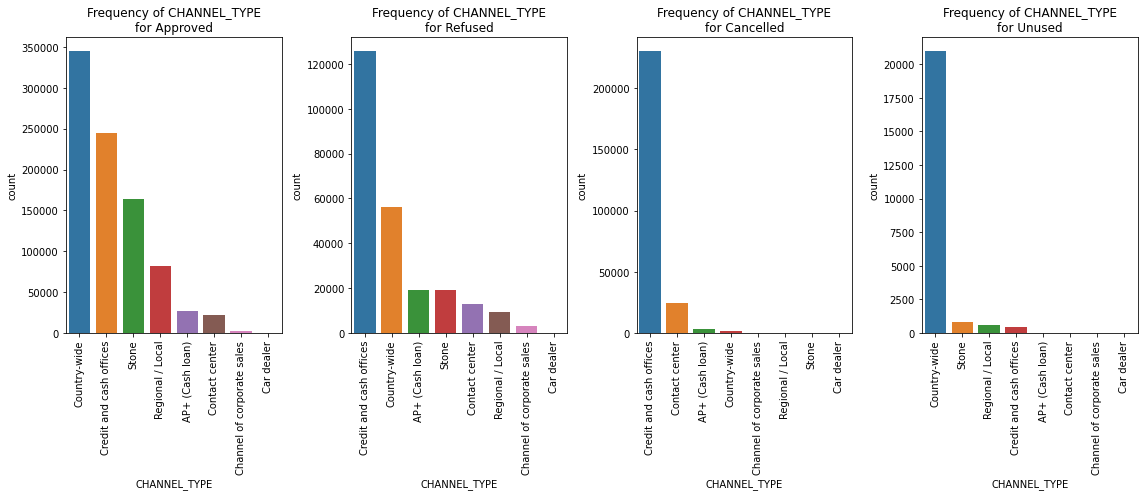 Frequency of CHANNEL_TYPE
for Approved
350000
300000
250000
200000
150000
100000
50000
0
count
Country-wide
Credit and cash offices
Stone
Regional / Local
AP+ (Cash loan)
Contact center
Channel of corporate sales
Car dealer
CHANNEL_TYPE
Frequency of CHANNEL_TYPE
for Refused
120000
100000
80000
60000
40000
20000
0
count
Credit and cash offices
Country-wide
AP+ (Cash loan)
Stone
Contact center
Regional / Local
Channel of corporate sales
Car dealer
CHANNEL_TYPE
Frequency of CHANNEL_TYPE
for Cancelled
200000
150000
100000
50000
0
count
Credit and cash offices
Contact center
AP+ (Cash loan)
Country-wide
Channel of corporate sales
Regional / Local
Stone
Car dealer
CHANNEL_TYPE
Frequency of CHANNEL_TYPE
for Unused
20000
17500
15000
12500
10000
7500
5000
2500
0
count
Country-wide
Stone
Regional / Local
Credit and cash offices
AP+ (Cash loan)
Contact center
Channel of corporate sales
Car dealer
CHANNEL_TYPE